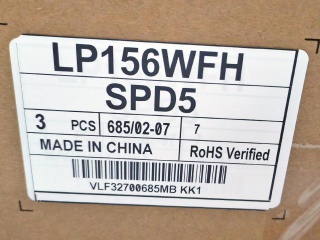 LP156WFH
SPD5
3 PCS 685/02-07 7
MADE IN CHINA RoHS Verified
VLF32700685MB KK1